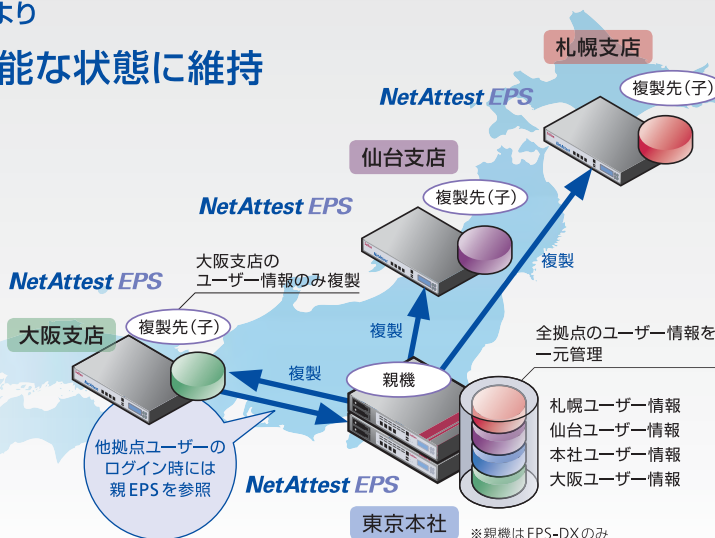 より
能な状態に維持
札幌支店
複製先(子)
NetAttest EPS
仙台支店
複製先(子)
NetAttest EPS
複製
大阪支店の
ユーザー情報のみ複製
NetAttest EPS
大阪支店
複製先(子)
複製
複製
親機
全拠点のユーザー情報を
一元管理
札幌ユーザー情報
仙台ユーザー情報
本社ユーザー情報
大阪ユーザー情報
他拠点ユーザーの
ログイン時には
親EPSを参照
NetAttest EPS
東京本社
※親機はEPS-DXのみ